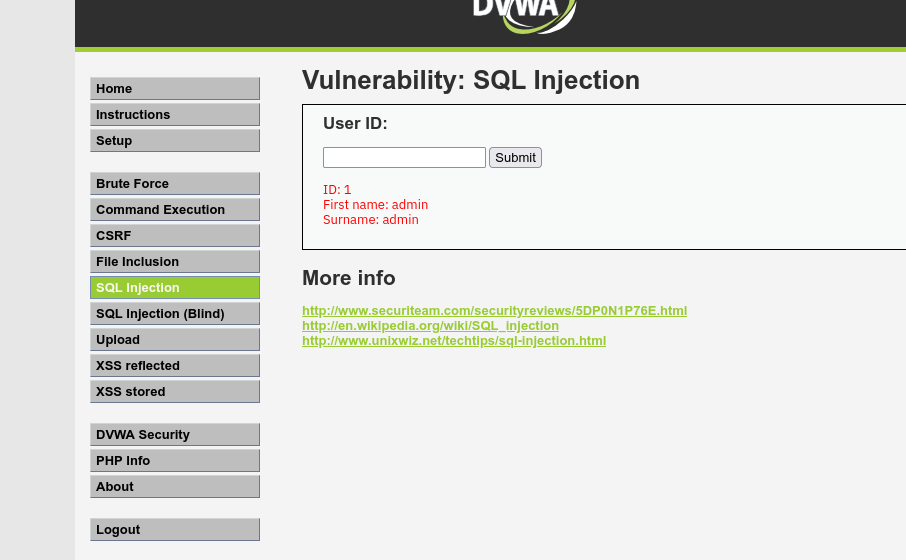 DVWA
Home
Instructions
Setup
Brute Force
Command Execution
CSRF
File Inclusion
SQL Injection
SQL Injection (Blind)
Upload
XSS reflected
XSS stored
DVWA Security
PHP Info
About
Logout
Vulnerability: SQL Injection
User ID:
Submit
ID: 1
First name: admin
Surname: admin
More info
http://www.securiteam.com/securityreviews/5DP0N1P76E.html
http://en.wikipedia.org/wiki/SQL_injection
http://www.unixwiz.net/techtips/sql-injection.html